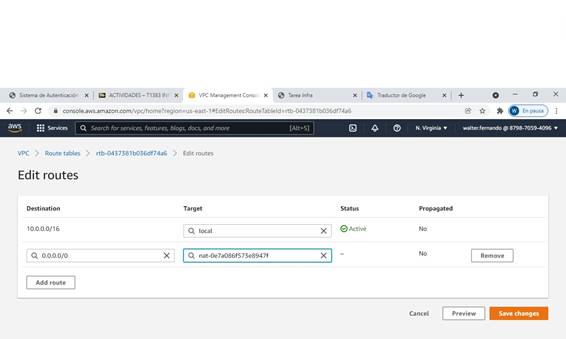 Sistema de Autenticación
ACTIVIDADES – T1383 IN
VPC Management Conso
Tarea Infra
Traductor de Google
console.aws.amazon.com/vpc/home?region=us-east-1#EditRoutes:RouteTableId=rtb-0437381b036df74a6
W En pausa
aws Services Search for services, features, blogs, docs, and more [Alt+S] N. Virginia walter.fernando @ 8798-7059-4096
VPC Route tables rtb-0437381b036df74a6 Edit routes
Edit routes
Destination Target Status Propagated
10.0.0.0/16 local Active No
0.0.0.0/0 nat-0e7a086f573e8947f – No Remove
Add route
Cancel Preview Save changes